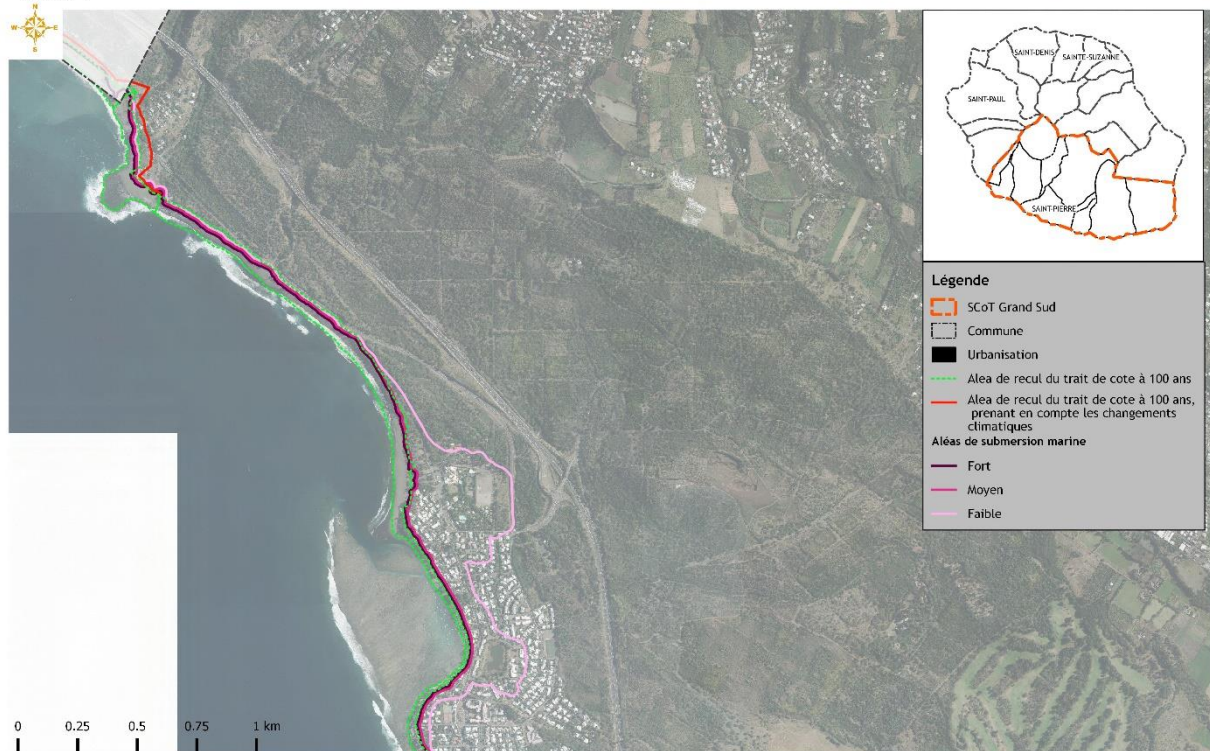 N
W E
S
SAINT-DENIS
SAINTE-SUZANNE
SAINT-PAUL
SAINT-PIERRE
Légende
SCoT Grand Sud
Commune
Urbanisation
Alea de recul du trait de cote à 100 ans
Alea de recul du trait de cote à 100 ans,
prenant en compte les changements
climatiques
Aléas de submersion marine
Fort
Moyen
Faible
0 0.25 0.5 0.75 1 km